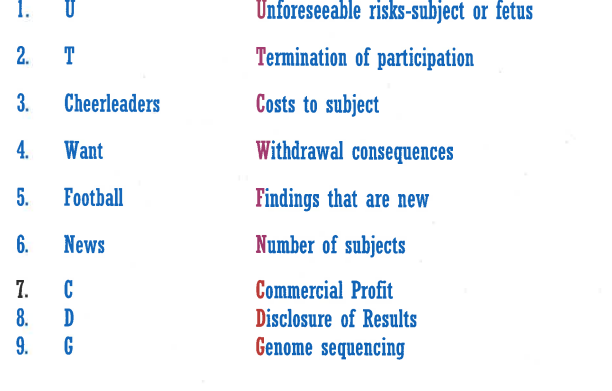 1. U Unforeseeable risks-subject or fetus
2. T Termination of participation
3. Cheerleaders Costs to subject
4. Want Withdrawal consequences
5. Football Findings that are new
6. News Number of subjects
7. C Commercial Profit
8. D Disclosure of Results
9. G Genome sequencing